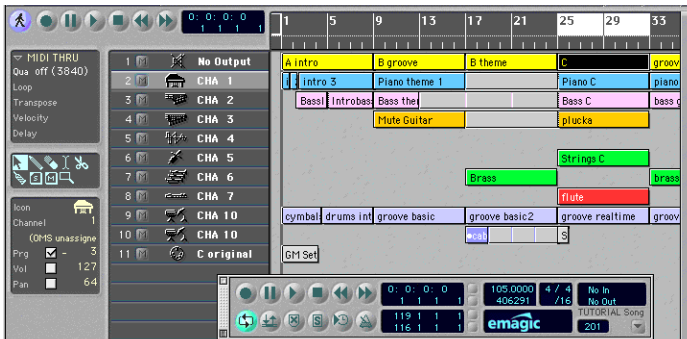 0: 0: 0: 0
1 1 1 1
1 5 9 13 17 21 25 29 33
MIDI THRU
Qua off (3840)
Loop
Transpose
Velocity
Delay
1 M No Output A intro B groove B theme C groov
2 M CHA 1 intro 3 Piano theme 1 Piano C piano
3 M CHA 2 Bassl Introbas Bass the Bass C bass g
4 M CHA 3 Mute Guitar plucka
5 M CHA 4
6 M CHA 5 Strings C
7 M CHA 6 Brass brass
8 M CHA 7 flute
9 M CHA 10 cymbal drums int groove basic groove basic2 groove realtime groov
10 M CHA 10 cab S
11 M C original GM Set
S M
Icon
Channel 1
(OMS unassigne
Prg - 3
Vol 127
Pan 64
0: 0: 0: 0
1 1 1 1
105.0000 4 / 4 No In
406291 /16 No Out
119 1 1 1
116 1 1 1
emagic
TUTORIAL Song
201